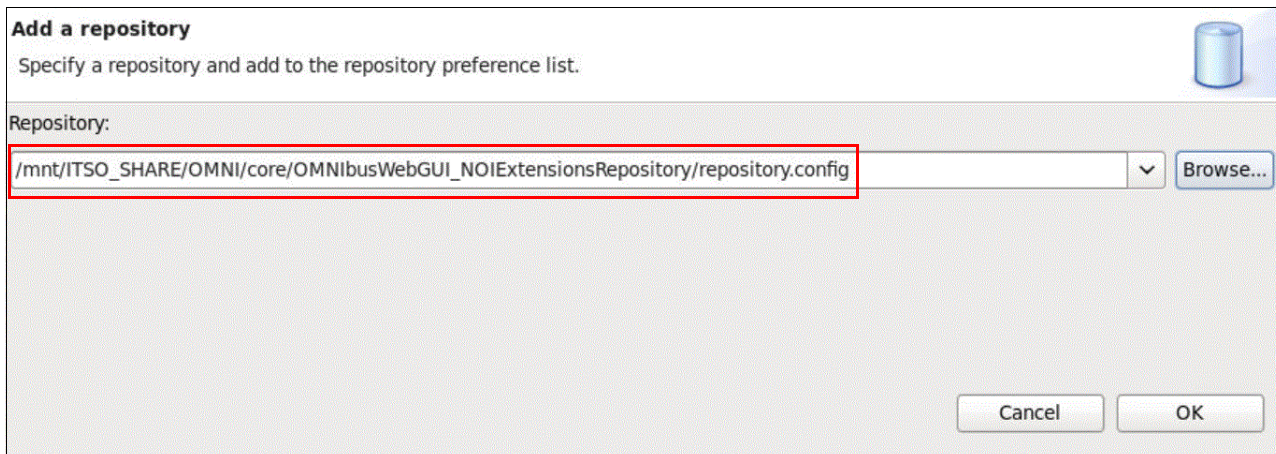 Add a repository
Specify a repository and add to the repository preference list.
Repository:
/mnt/ITSO_SHARE/OMNI/core/OMNIbusWebGUI_NOIExtensionsRepository/repository.config
Browse...
Cancel
OK